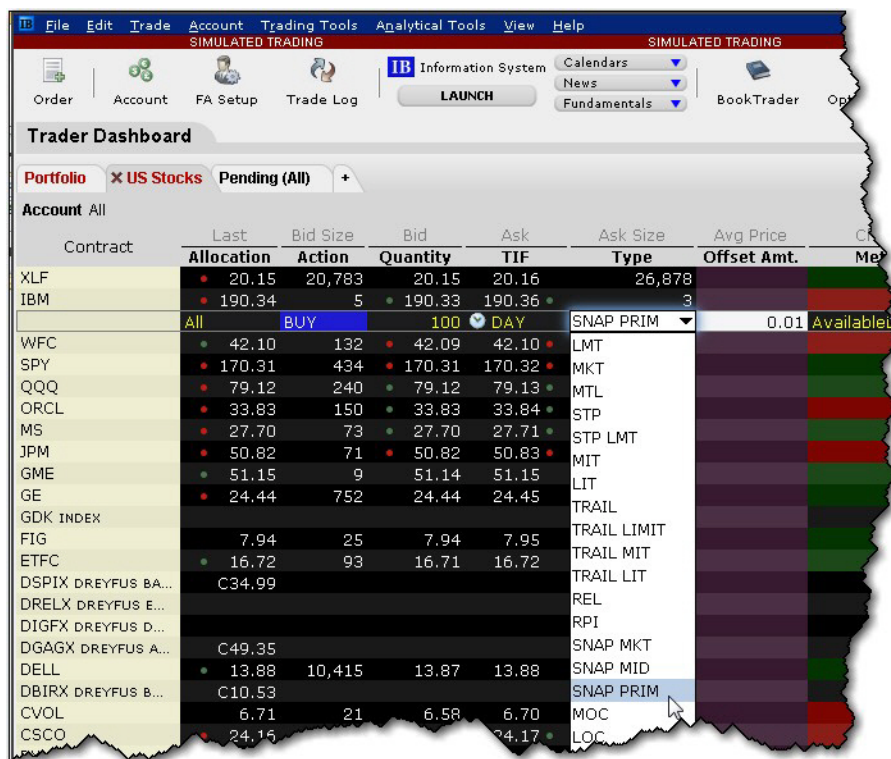 IB File Edit Trade Account Trading Tools Analytical Tools View Help
SIMULATED TRADING SIMULATED TRADING
Order Account FA Setup Trade Log IB Information System LAUNCH Calendars News Fundamentals BookTrader
Trader Dashboard
Portfolio US Stocks Pending (All) +
Account All
Contract Last Bid Size Bid Ask Ask Size Avg Price
Allocation Action Quantity TIF Type Offset Amt.
XLF 20.15 20,783 20.15 20.16 26,878
IBM 190.34 5 190.33 190.36 3
All BUY 100 DAY SNAP PRIM 0.01 Available
WFC 42.10 132 42.09 42.10 LMT
SPY 170.31 434 170.31 170.32 MKT
QQQ 79.12 240 79.12 79.13 MTL
ORCL 33.83 150 33.83 33.84 STP
MS 27.70 73 27.70 27.71 STP LMT
JPM 50.82 71 50.82 50.83 MIT
GME 51.15 9 51.14 51.15 LIT
GE 24.44 752 24.44 24.45 TRAIL
GDK INDEX TRAIL LIMIT
FIG 7.94 25 7.94 7.95 TRAIL MIT
ETFC 16.72 93 16.71 16.72 TRAIL LIT
DSPIX DREYFUS BA... C34.99
DRELX DREYFUS E... REL
DIGFX DREYFUS D... RPI
DGAGX DREYFUS A... C49.35 SNAP MKT
DELL 13.88 10,415 13.87 13.88 SNAP MID
DBIRX DREYFUS B... C10.53 SNAP PRIM
CVOL 6.71 21 6.58 6.70 MOC
CSCO 24.16 24.17 LOC